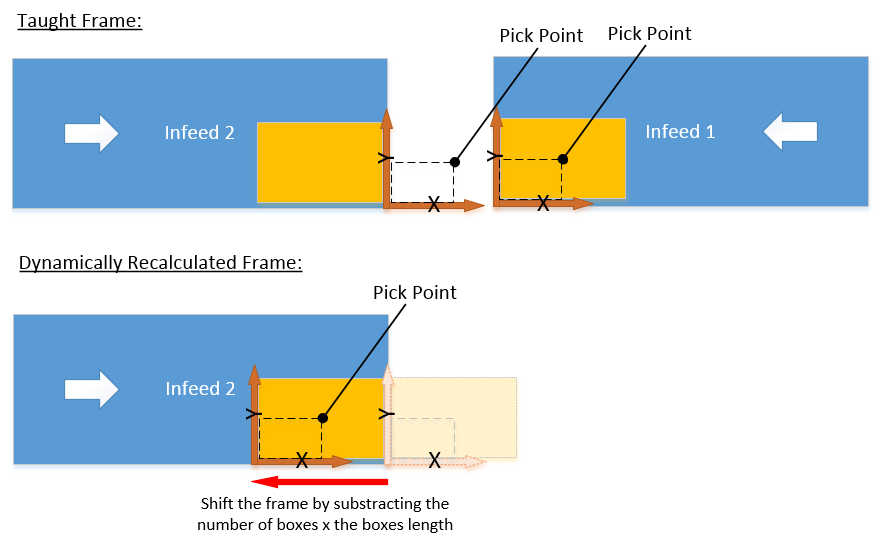 Taught Frame:
Pick Point
Pick Point
Infeed 2
Infeed 1
Y
X
Y
X
Dynamically Recalculated Frame:
Pick Point
Infeed 2
Y
X
Y
X
Shift the frame by substracting the
number of boxes x the boxes length